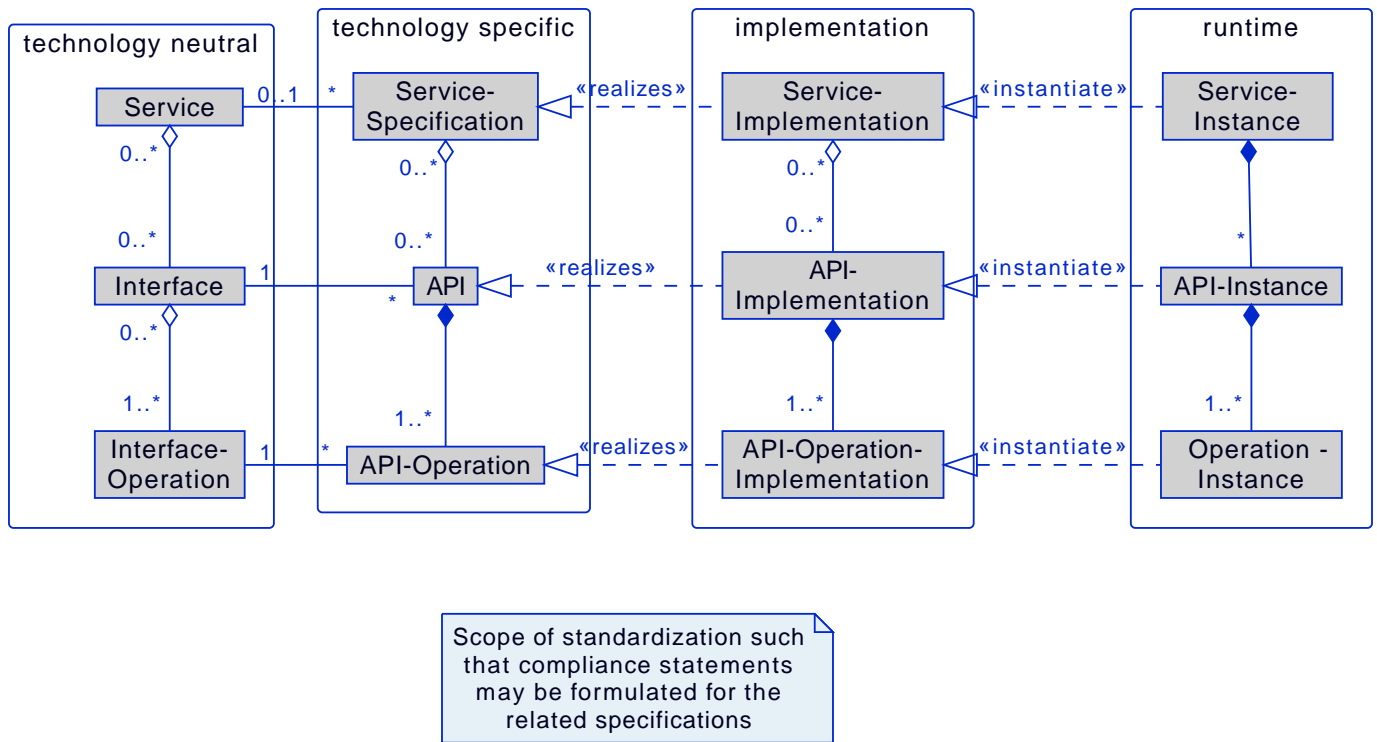 technology neutral
technology specific
implementation
runtime
Service
0..1
*
Service-
Specification
«realizes»
Service-
Implementation
«instantiate»
Service-
Instance
0..*
0..*
0..*
0..*
0..*
0..*
*
Interface
1
*
API
«realizes»
API-
Implementation
«instantiate»
API-Instance
0..*
1..*
1..*
1..*
1..*
Interface-
Operation
1
*
API-Operation
«realizes»
API-Operation-
Implementation
«instantiate»
Operation -
Instance
Scope of standardization such
that compliance statements
may be formulated for the
related specifications